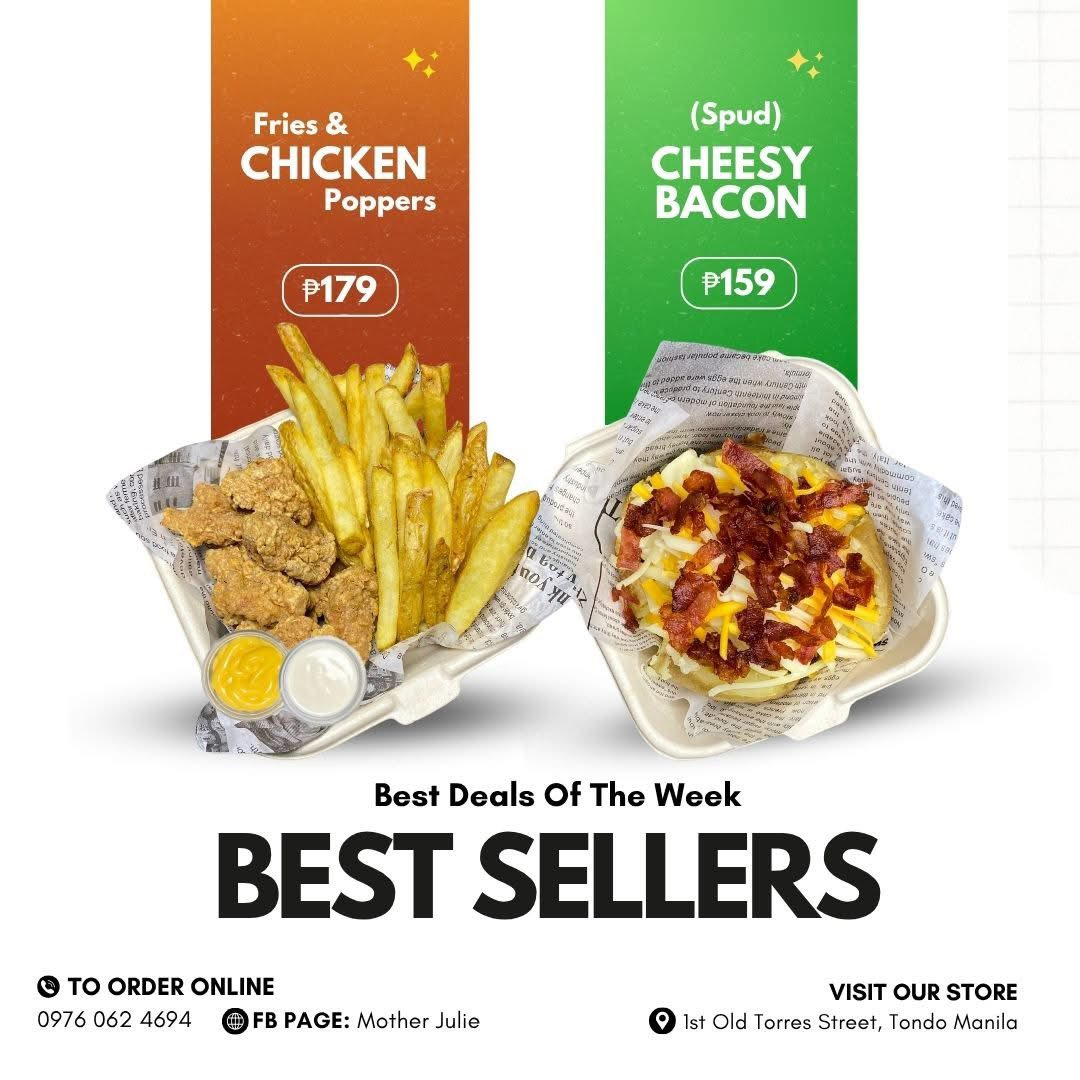 Fries &
CHICKEN
Poppers
₱179
(Spud)
CHEESY
BACON
₱159
Best Deals Of The Week
BEST SELLERS
TO ORDER ONLINE
0976 062 4694
FB PAGE: Mother Julie
VISIT OUR STORE
1st Old Torres Street, Tondo Manila